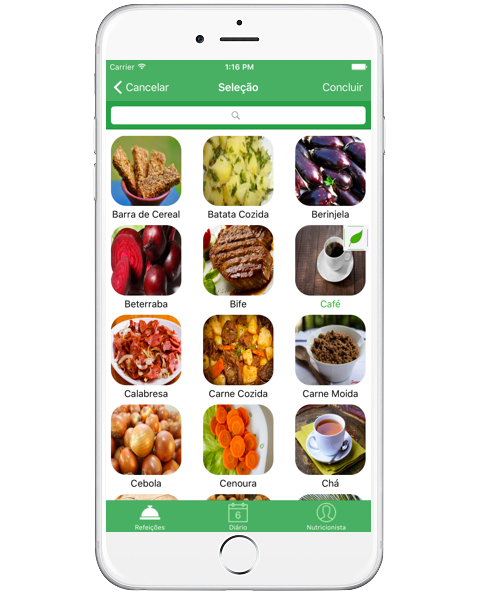 Carrier 1:16 PM
Cancelar Seleção Concluir
Barra de Cereal Batata Cozida Berinjela
Beterraba Bife Café
Calabresa Carne Cozida Carne Moida
Cebola Cenoura Chá
6
Refeições Diário Nutricionista